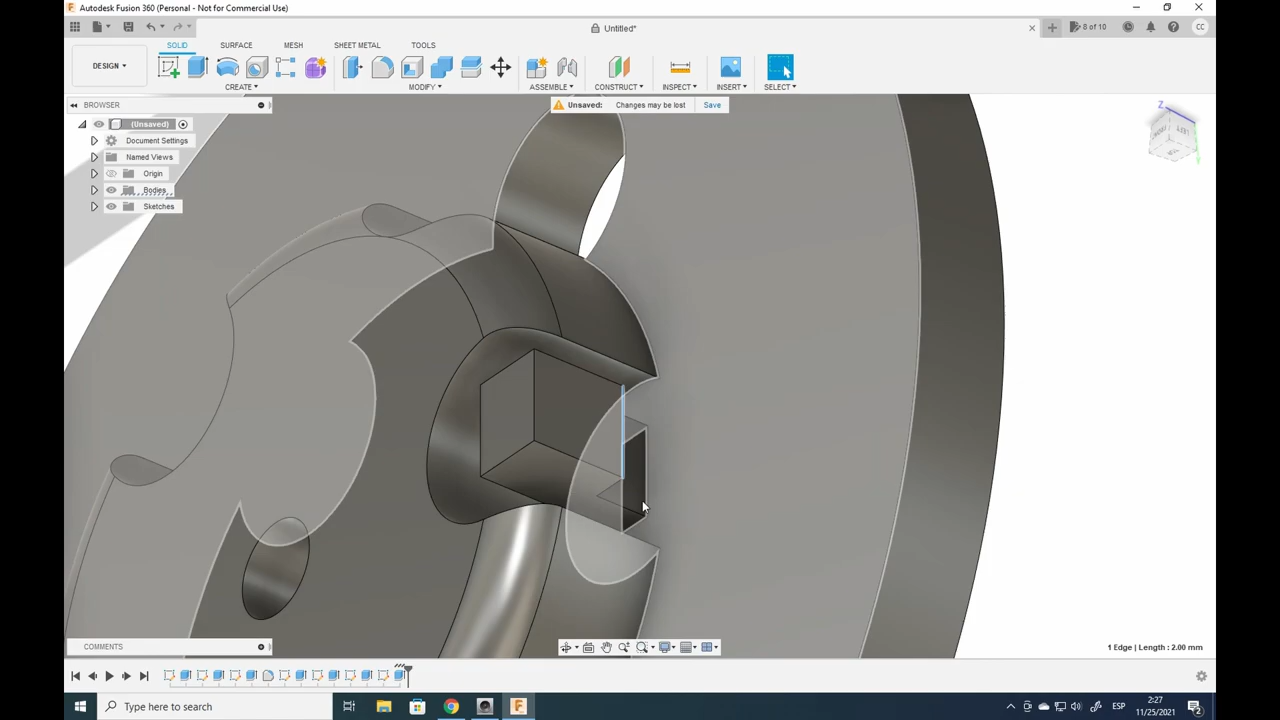 Autodesk Fusion 360 (Personal - Not for Commercial Use)
Untitled*
8 of 10
CC
DESIGN
SOLID SURFACE MESH SHEET METAL TOOLS
CREATE MODIFY ASSEMBLE CONSTRUCT INSPECT INSERT SELECT
BROWSER
Unsaved: Changes may be lost Save
(Unsaved)
Document Settings
Named Views
Origin
Bodies
Sketches
Z
LEFT
COMMENTS
1 Edge | Length : 2.00 mm
Type here to search
ESP
2:27
11/25/2021
2